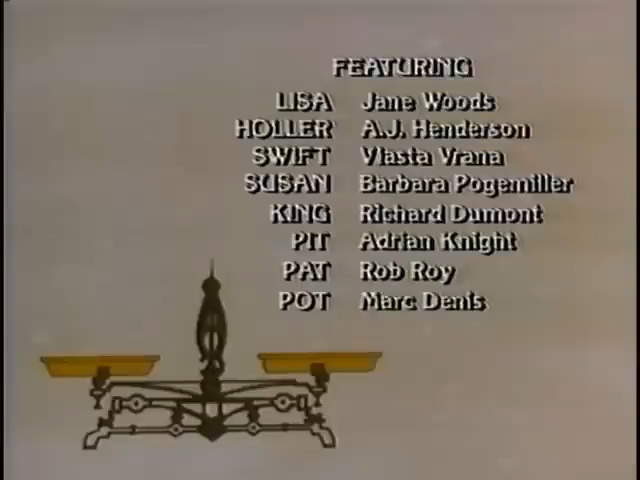 FEATURING
LISA Jane Woods
HOLLER A.J. Henderson
SWIFT Vlasta Vrana
SUSAN Barbara Pogemiller
KING Richard Dumont
PIT Adrian Knight
PAT Rob Roy
POT Marc Denis